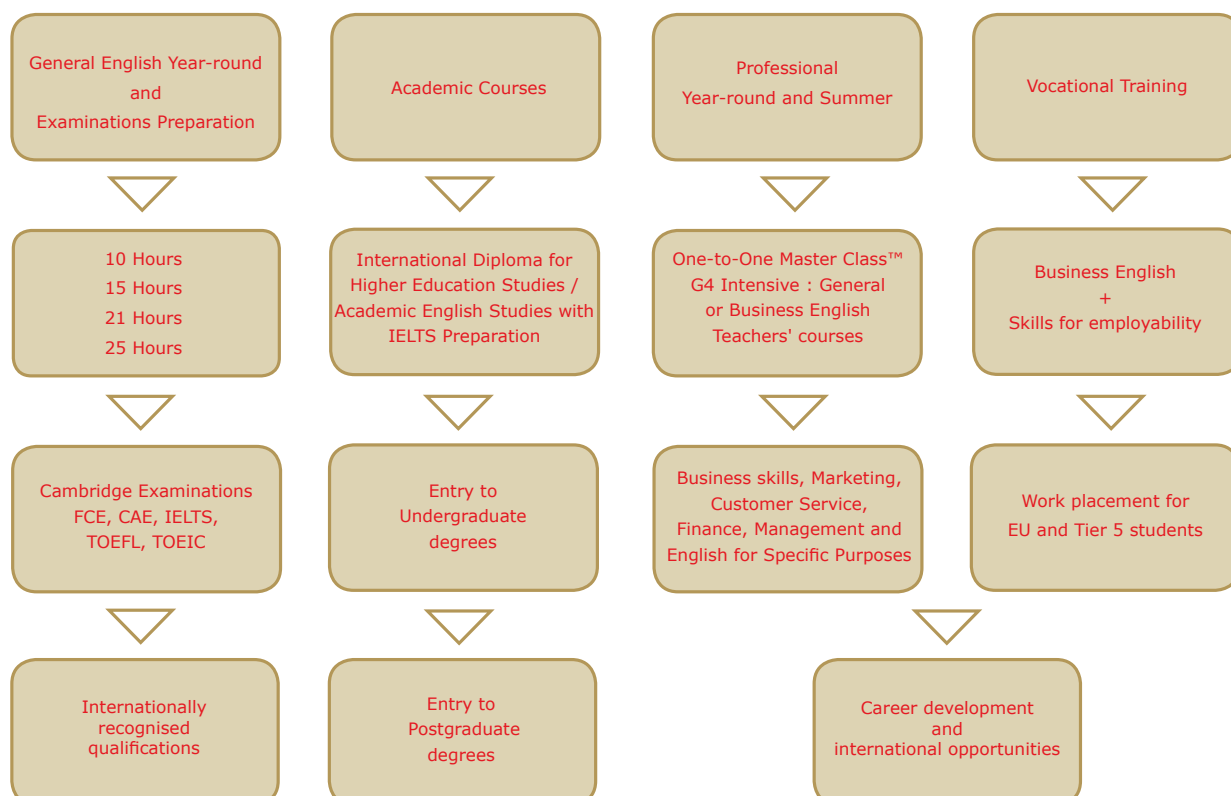 General English Year-round
and
Examinations Preparation
Academic Courses
Professional
Year-round and Summer
Vocational Training
10 Hours
15 Hours
21 Hours
25 Hours
International Diploma for
Higher Education Studies /
Academic English Studies with
IELTS Preparation
One-to-One Master Class™
G4 Intensive : General
or Business English
Teachers' courses
Business English
+
Skills for employability
Cambridge Examinations
FCE, CAE, IELTS,
TOEFL, TOEIC
Entry to
Undergraduate
degrees
Business skills, Marketing,
Customer Service,
Finance, Management and
English for Specific Purposes
Work placement for
EU and Tier 5 students
Internationally
recognised
qualifications
Entry to
Postgraduate
degrees
Career development
and
international opportunities